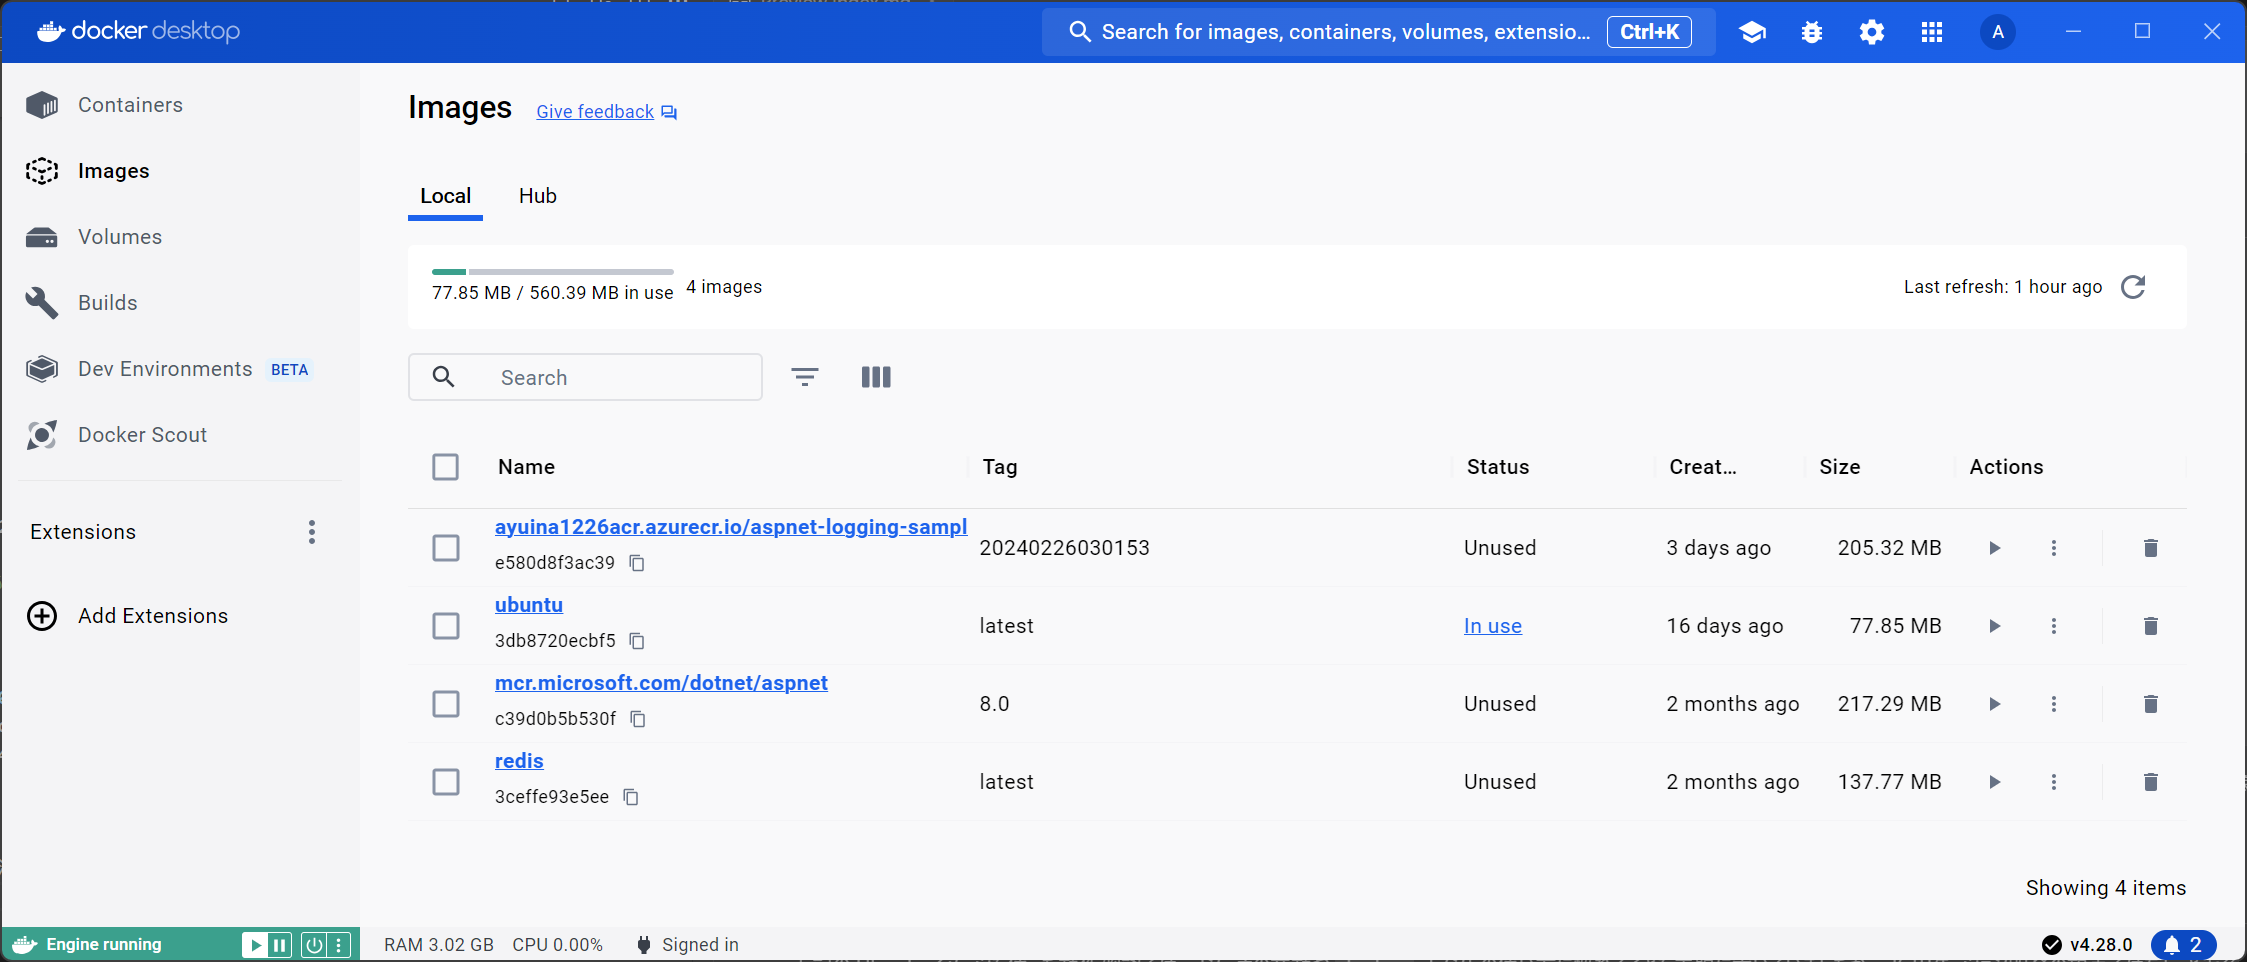 docker desktop
Search for images, containers, volumes, extensio... Ctrl+K
A
Containers
Images
Volumes
Builds
Dev Environments BETA
Docker Scout
Extensions
Add Extensions
Images Give feedback
Local Hub
77.85 MB / 560.39 MB in use 4 images
Last refresh: 1 hour ago
Search
Name Tag Status Creat... Size Actions
ayuina1226acr.azurecr.io/aspnet-logging-sampl
e580d8f3ac39
20240226030153 Unused 3 days ago 205.32 MB
ubuntu
3db8720ecbf5
latest In use 16 days ago 77.85 MB
mcr.microsoft.com/dotnet/aspnet
c39d0b5b530f
8.0 Unused 2 months ago 217.29 MB
redis
3ceffe93e5ee
latest Unused 2 months ago 137.77 MB
Showing 4 items
Engine running
RAM 3.02 GB CPU 0.00% Signed in
v4.28.0 2